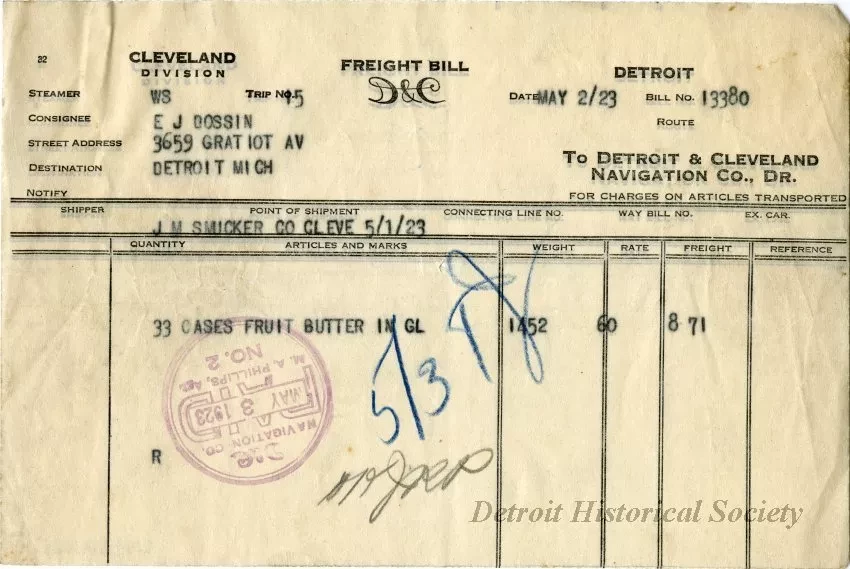 32
CLEVELAND
DIVISION
FREIGHT BILL
D&C
DETROIT
STEAMER WS TRIP NO. 15 DATE MAY 2/23 BILL NO. 13380
CONSIGNEE E J DOSSIN ROUTE
STREET ADDRESS 3659 GRATIOT AV
DESTINATION DETROIT MICH
TO DETROIT & CLEVELAND
NAVIGATION CO., DR.
NOTIFY
FOR CHARGES ON ARTICLES TRANSPORTED
SHIPPER POINT OF SHIPMENT CONNECTING LINE NO. WAY BILL NO. EX. CAR.
J M SMICKER CO CLEVE 5/1/23
QUANTITY ARTICLES AND MARKS WEIGHT RATE FREIGHT REFERENCE
33 CASES FRUIT BUTTER IN GL 1452 60 8 71
5/3
D&C
NAVIGATION CO.
PAID
MAY 3 1923
M. A. PHILLIPS, AGT.
NO. 2
R
Detroit Historical Society